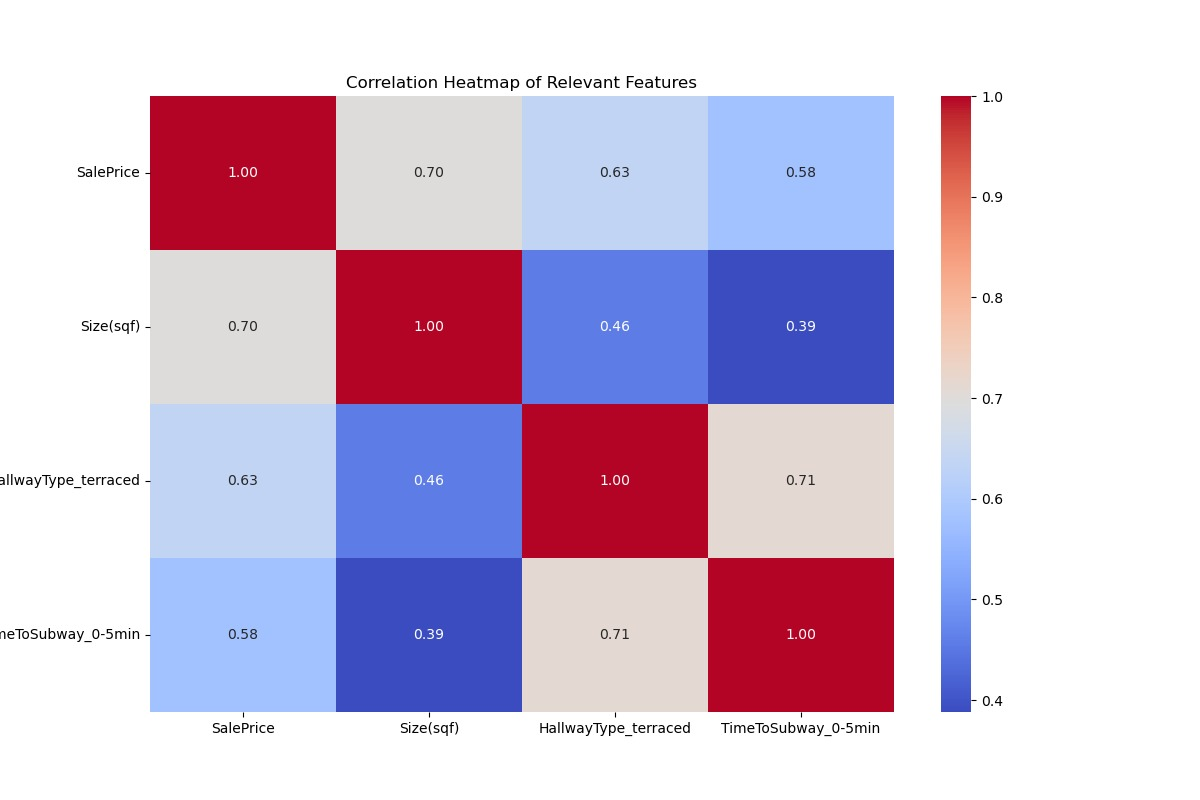 Correlation Heatmap of Relevant Features
SalePrice 1.00 0.70 0.63 0.58
Size(sqf) 0.70 1.00 0.46 0.39
allwayType_terraced 0.63 0.46 1.00 0.71
meToSubway_0-5min 0.58 0.39 0.71 1.00
SalePrice Size(sqf) HallwayType_terraced TimeToSubway_0-5min
1.0
0.9
0.8
0.7
0.6
0.5
0.4